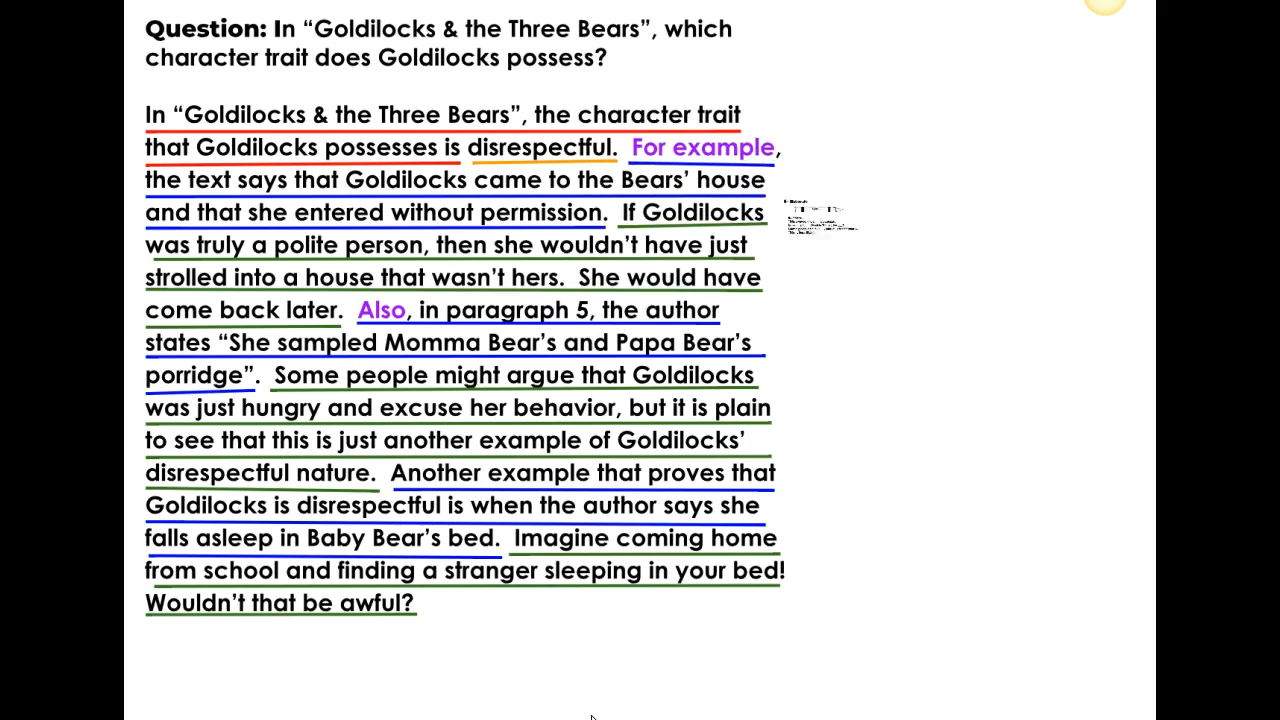 Question: In “Goldilocks & the Three Bears”, which
character trait does Goldilocks possess?
In “Goldilocks & the Three Bears”, the character trait
that Goldilocks possesses is disrespectful. For example,
the text says that Goldilocks came to the Bears’ house
and that she entered without permission. If Goldilocks
was truly a polite person, then she wouldn’t have just
strolled into a house that wasn’t hers. She would have
come back later. Also, in paragraph 5, the author
states “She sampled Momma Bear’s and Papa Bear’s
porridge”. Some people might argue that Goldilocks
was just hungry and excuse her behavior, but it is plain
to see that this is just another example of Goldilocks’
disrespectful nature. Another example that proves that
Goldilocks is disrespectful is when the author says she
falls asleep in Baby Bear’s bed. Imagine coming home
from school and finding a stranger sleeping in your bed!
Wouldn’t that be awful?